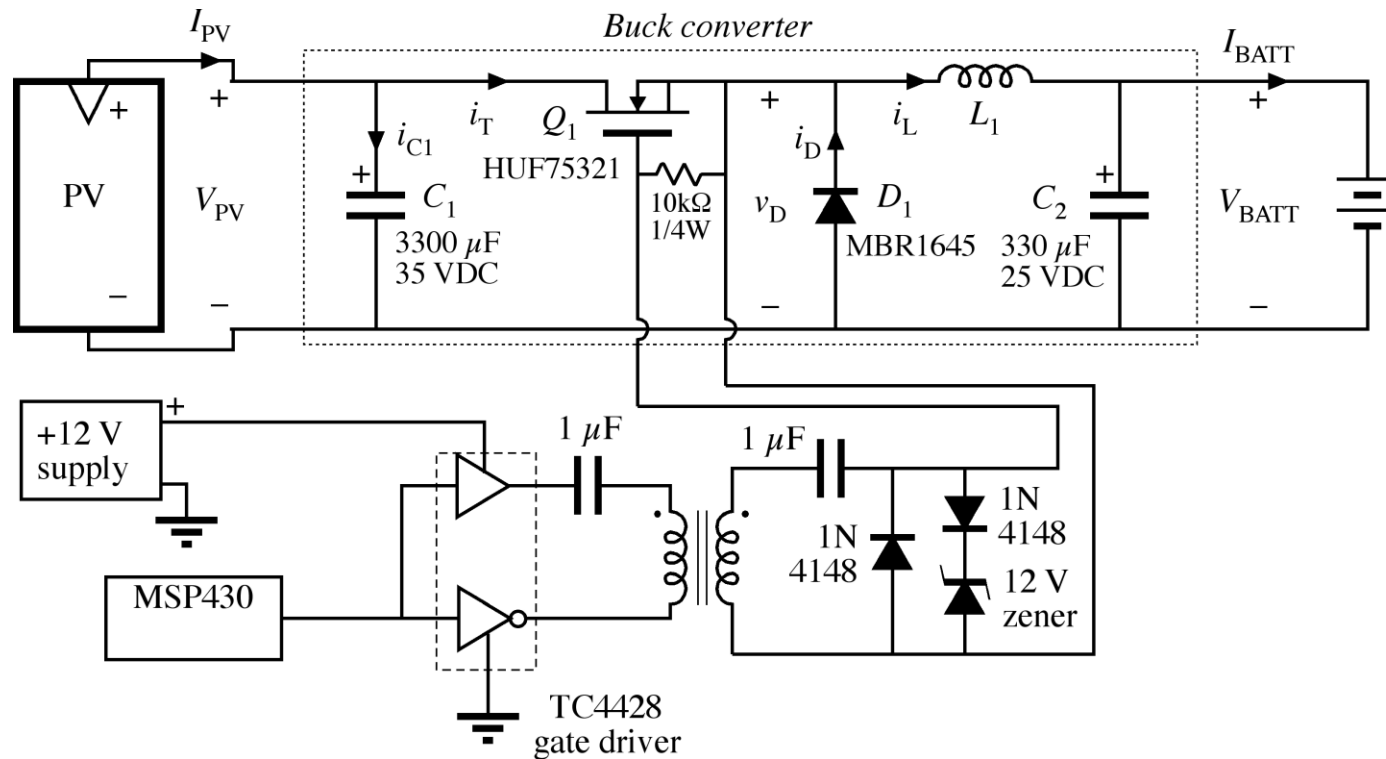 Buck converter
I_PV
I_BATT
+
PV
−
+
V_PV
−
i_C1
+
C_1
3300 µF
35 VDC
i_T
Q_1
HUF75321
10kΩ
1/4W
+
v_D
−
i_D
D_1
MBR1645
i_L
L_1
+
C_2
330 µF
25 VDC
+
V_BATT
−
+12 V
supply
+
MSP430
TC4428
gate driver
1 µF
1 µF
1N
4148
1N
4148
12 V
zener